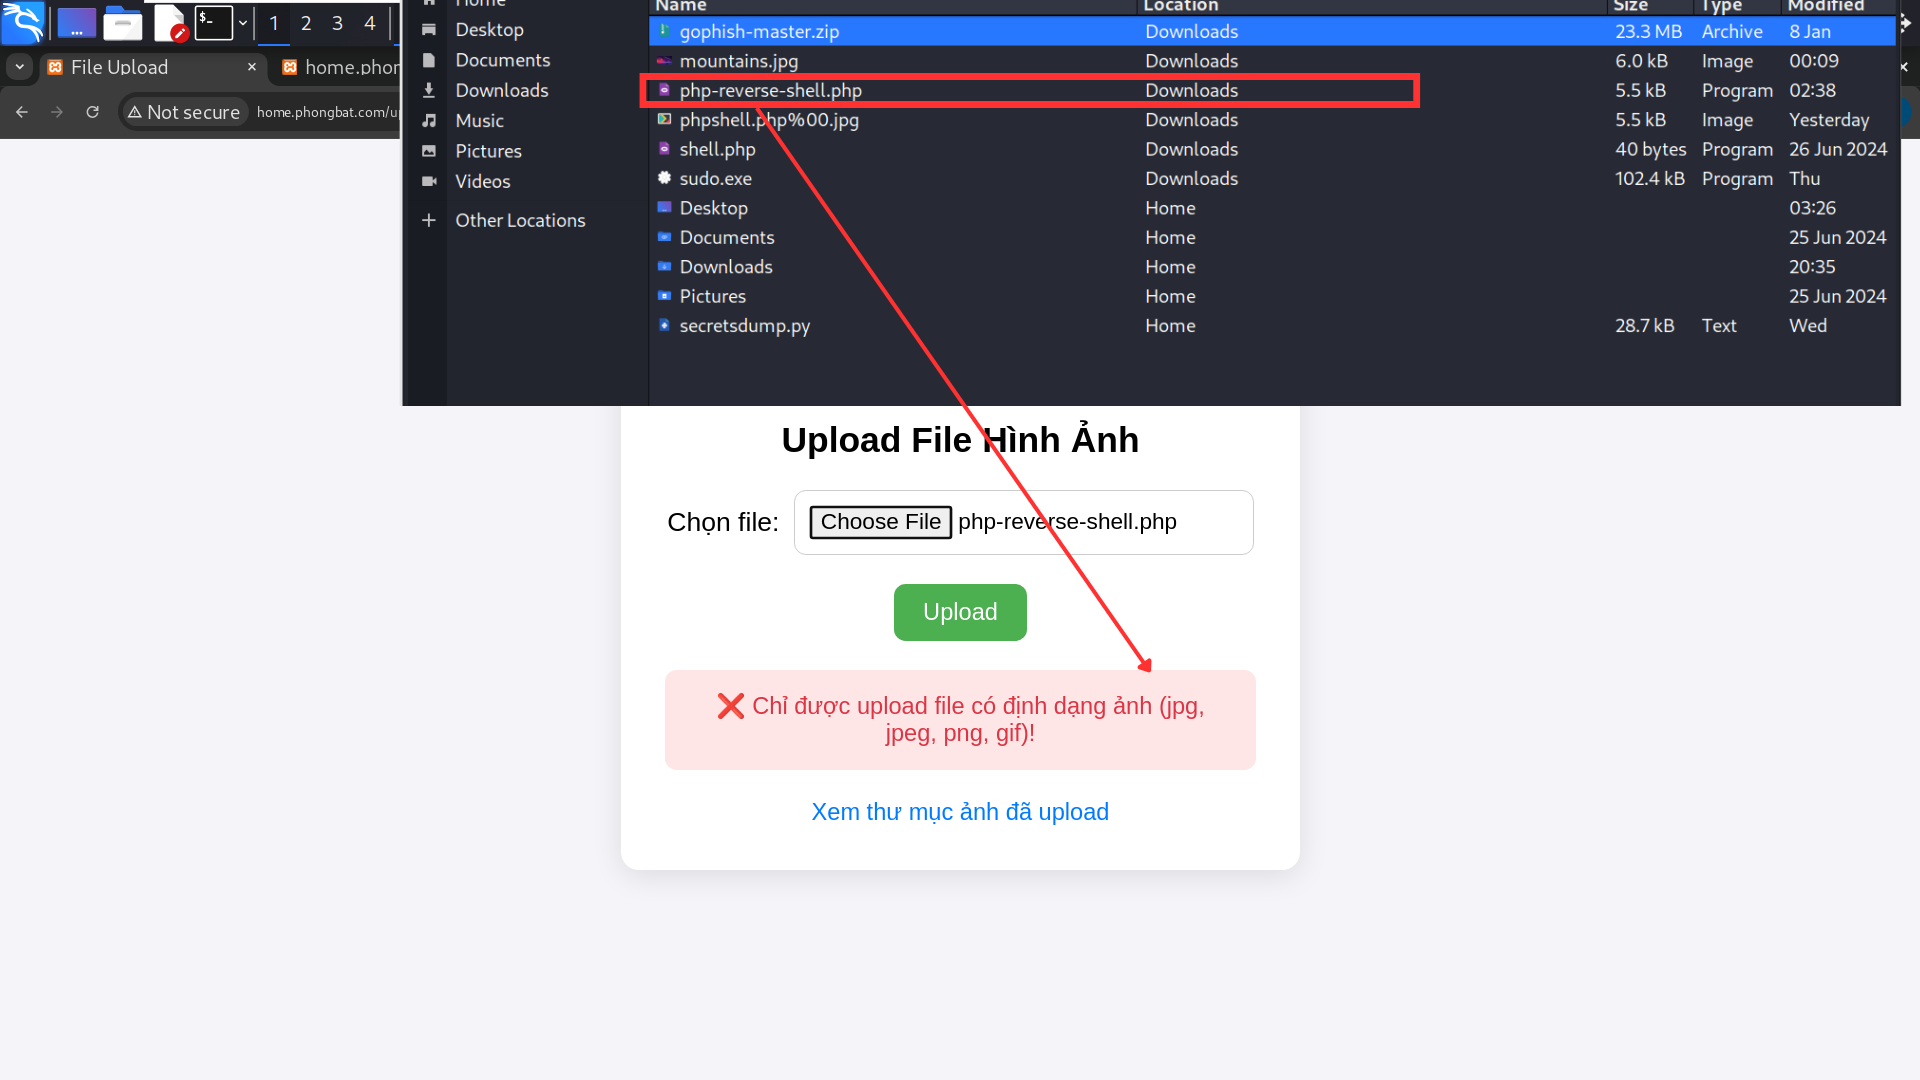 1 2 3 4
File Upload
home.phon
Not secure
home.phongbat.com/u
Home
Desktop
Documents
Downloads
Music
Pictures
Videos
Other Locations
Name Location Size Type Modified
gophish-master.zip Downloads 23.3 MB Archive 8 Jan
mountains.jpg Downloads 6.0 kB Image 00:09
php-reverse-shell.php Downloads 5.5 kB Program 02:38
phpshell.php%00.jpg Downloads 5.5 kB Image Yesterday
shell.php Downloads 40 bytes Program 26 Jun 2024
sudo.exe Downloads 102.4 kB Program Thu
Desktop Home 03:26
Documents Home 25 Jun 2024
Downloads Home 20:35
Pictures Home 25 Jun 2024
secretsdump.py Home 28.7 kB Text Wed
Upload File Hình Ảnh
Chọn file: Choose File php-reverse-shell.php
Upload
❌ Chỉ được upload file có định dạng ảnh (jpg,
jpeg, png, gif)!
Xem thư mục ảnh đã upload